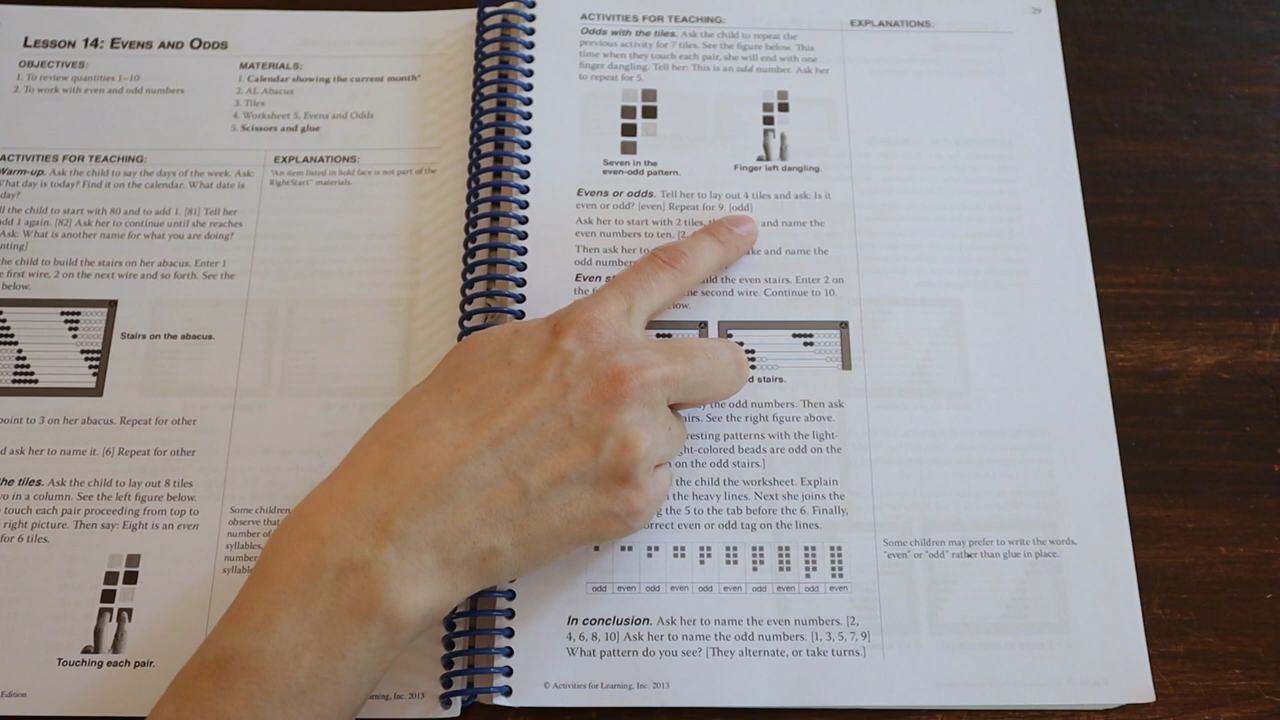 LESSON 14: EVENS AND ODDS
OBJECTIVES:
1. To review quantities 1–10
2. To work with even and odd numbers
MATERIALS:
1. Calendar showing the current month*
2. AL Abacus
3. Tiles
4. Worksheet 5, Evens and Odds
5. Scissors and glue
ACTIVITIES FOR TEACHING:
Warm-up. Ask the child to say the days of the week. Ask:
What day is today? Find it on the calendar. What date is
day?
ll the child to start with 80 and to add 1. [81] Tell her
add 1 again. [82] Ask her to continue until she reaches
Ask: What is another name for what you are doing?
nting]
the child to build the stairs on her abacus. Enter 1
e first wire, 2 on the next wire and so forth. See the
below.
Stairs on the abacus.
point to 3 on her abacus. Repeat for other
d ask her to name it. [6] Repeat for other
the tiles. Ask the child to lay out 8 tiles
vo in a column. See the left figure below.
touch each pair proceeding from top to
right picture. Then say: Eight is an even
for 6 tiles.
Touching each pair.
Edition
EXPLANATIONS:
*An item listed in bold face is not part of the
RightStart™ materials.
Some children
observe that
number of
syllables,
number
syllab
rning, Inc. 2013
29
ACTIVITIES FOR TEACHING:
Odds with the tiles. Ask the child to repeat the
previous activity for 7 tiles. See the figure below. This
time when they touch each pair, she will end with one
finger dangling. Tell her: This is an odd number. Ask her
to repeat for 5.
Seven in the
even-odd pattern.
Finger left dangling.
Evens or odds. Tell her to lay out 4 tiles and ask: Is it
even or odd? [even] Repeat for 9. [odd]
Ask her to start with 2 tiles, and name the
even numbers to ten. [2,
Then ask her to ke and name the
odd number
Even st ild the even stairs. Enter 2 on
the fi ne second wire. Continue to 10.
low.
d stairs.
the odd numbers. Then ask
airs. See the right figure above.
resting patterns with the light-
ght-colored beads are odd on the
on the odd stairs.]
the child the worksheet. Explain
the heavy lines. Next she joins the
g the 5 to the tab before the 6. Finally,
orrect even or odd tag on the lines.
odd even odd even odd even odd even odd even
In conclusion. Ask her to name the even numbers. [2,
4, 6, 8, 10] Ask her to name the odd numbers. [1, 3, 5, 7, 9]
What pattern do you see? [They alternate, or take turns.]
© Activities for Learning, Inc. 2013
EXPLANATIONS:
Some children may prefer to write the words,
"even" or "odd" rather than glue in place.